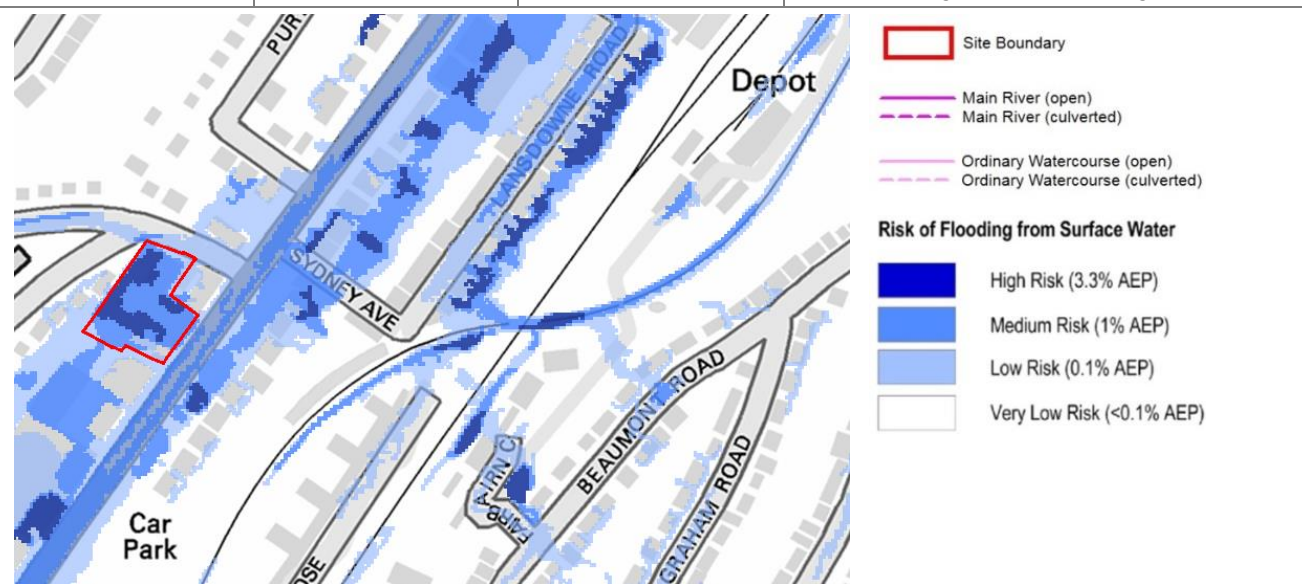 PUR
LANSDOWNE ROAD
Depot
SYDNEY AVE
BEAUMONT ROAD
GRAHAM ROAD
Car
Park
OSE
Site Boundary
Main River (open)
Main River (culverted)
Ordinary Watercourse (open)
Ordinary Watercourse (culverted)
Risk of Flooding from Surface Water
High Risk (3.3% AEP)
Medium Risk (1% AEP)
Low Risk (0.1% AEP)
Very Low Risk (<0.1% AEP)